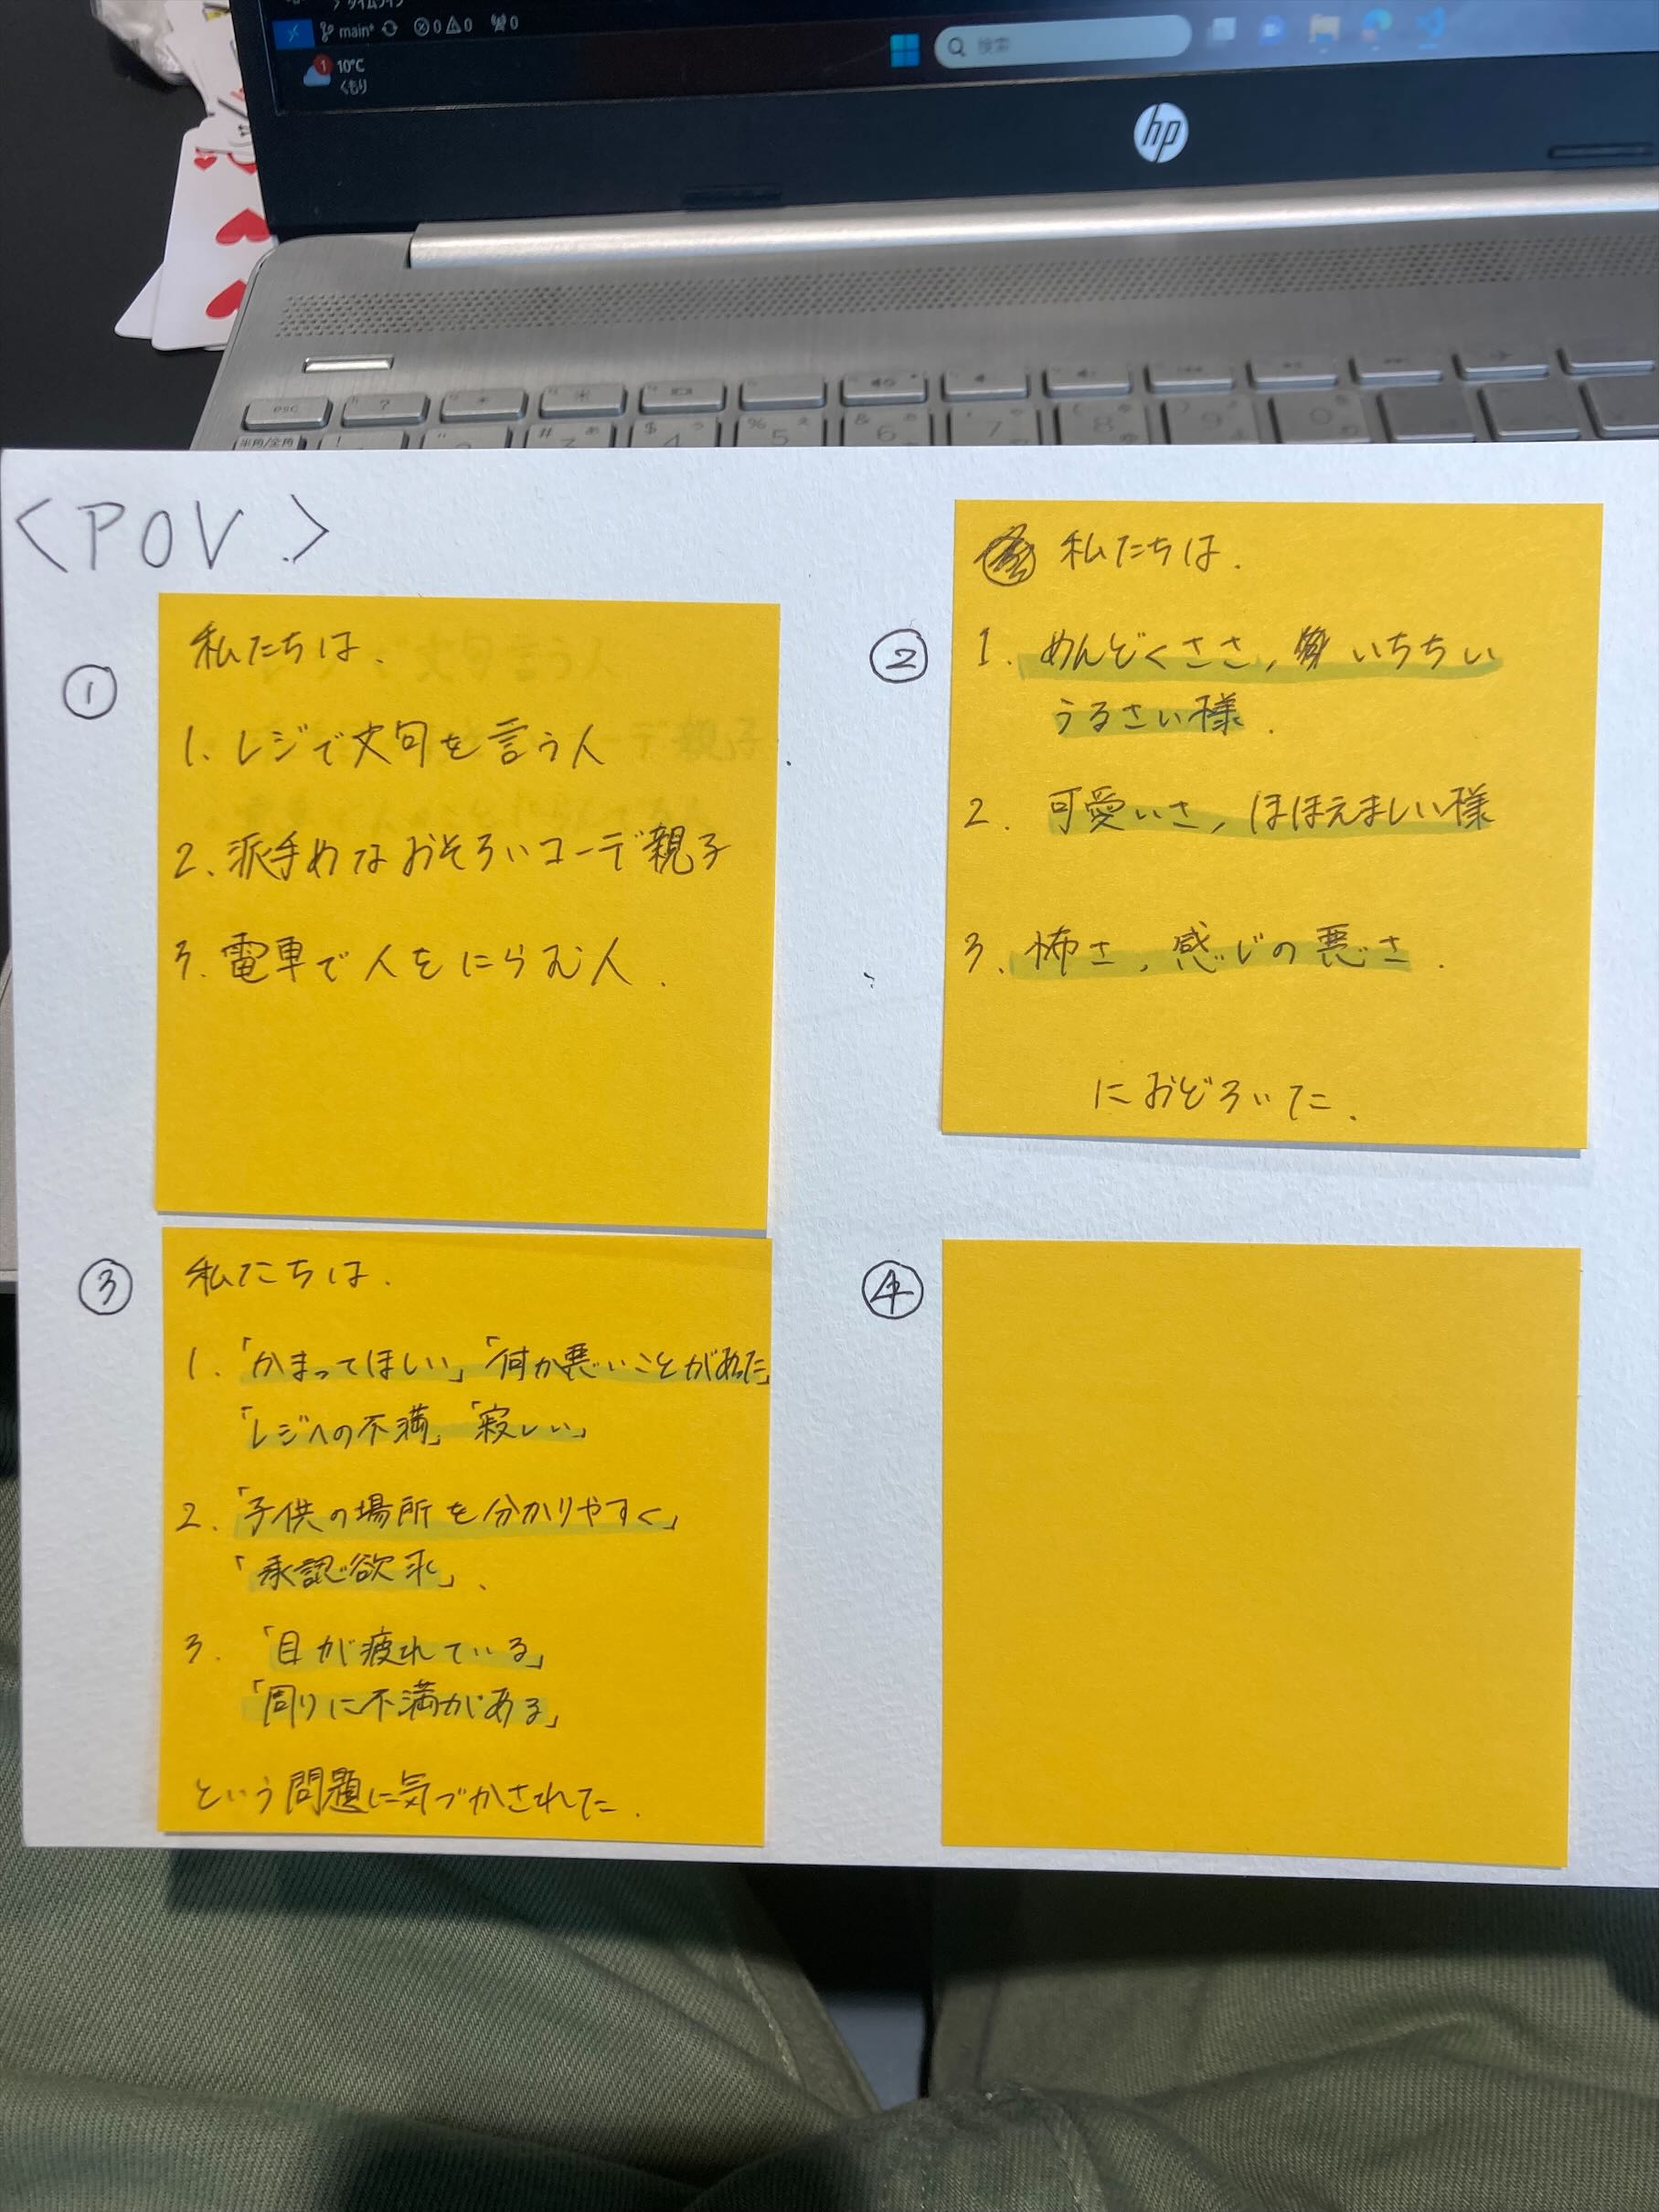 main*
0 0
0
10℃
くもり
1
検索
hp
esc
半角/全角
<POV.>
①
私たちは、
1. レジで文句を言う人
2. 派手めなおそろいコーデ親子
3. 電車で人をにらむ人.
②
私たちは.
1. めんどくささ, いちちい
うるさい様.
2. 可愛いさ, ほほえましい様
3. 怖さ, 感じの悪さ.
におどろいた.
③
私たちは.
1. 「かまってほしい」「何か悪いことがあった」
「レジへの不満」「寂しい」
2. 「子供の場所を分かりやすく」
「承認欲求」.
3. 「目が疲れている」
「周りに不満がある」
という問題に気づかされた.
④